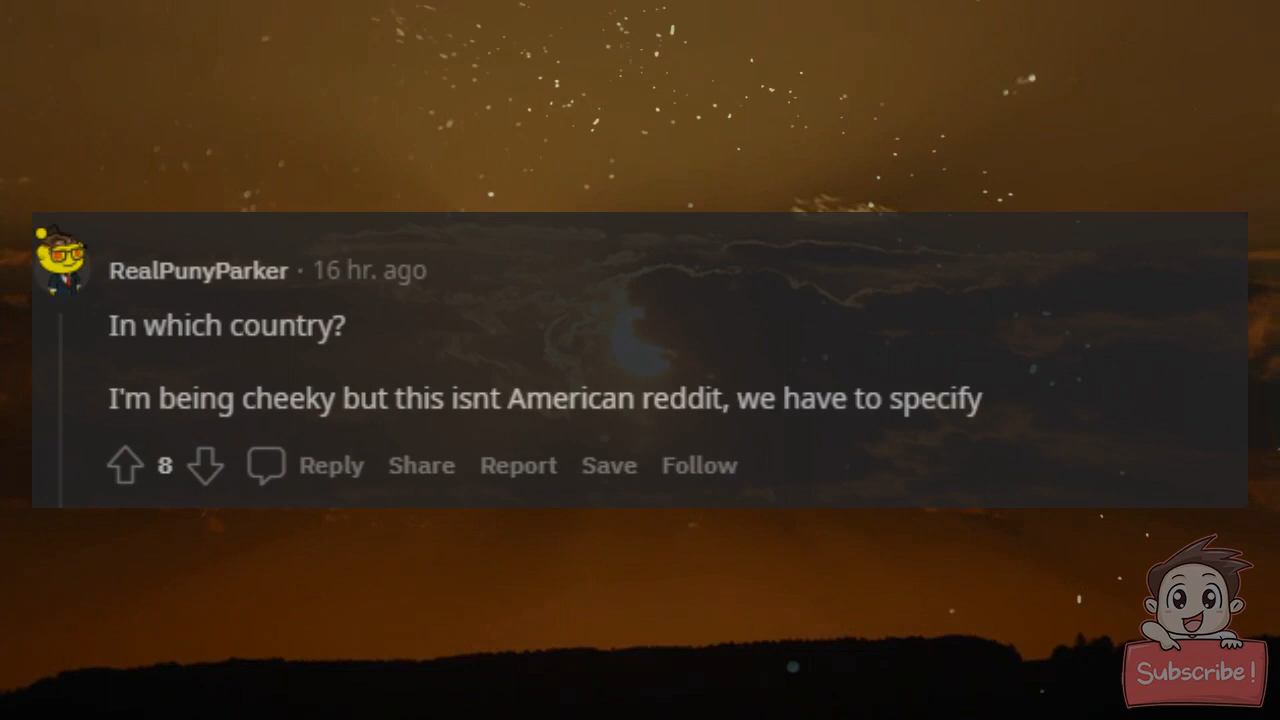 RealPunyParker · 16 hr. ago
In which country?
I'm being cheeky but this isnt American reddit, we have to specify
8 Reply Share Report Save Follow
Subscribe!